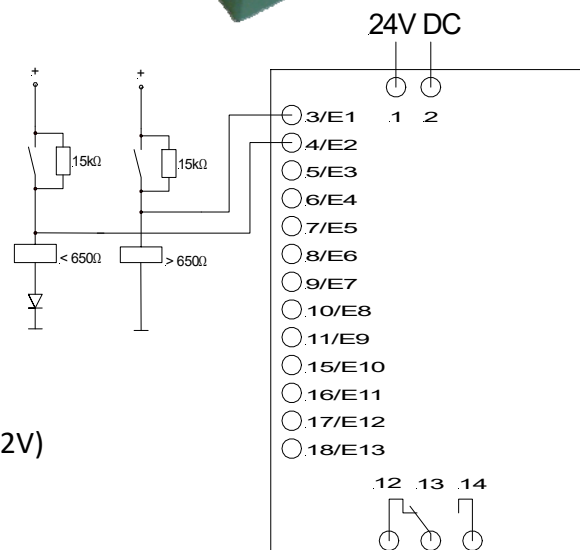 24V DC
+ +
3/E1 1 2
15kΩ 15kΩ
4/E2
5/E3
6/E4
7/E5
< 650Ω > 650Ω
8/E6
9/E7
10/E8
11/E9
15/E10
16/E11
17/E12
2V)
18/E13
12 13 14